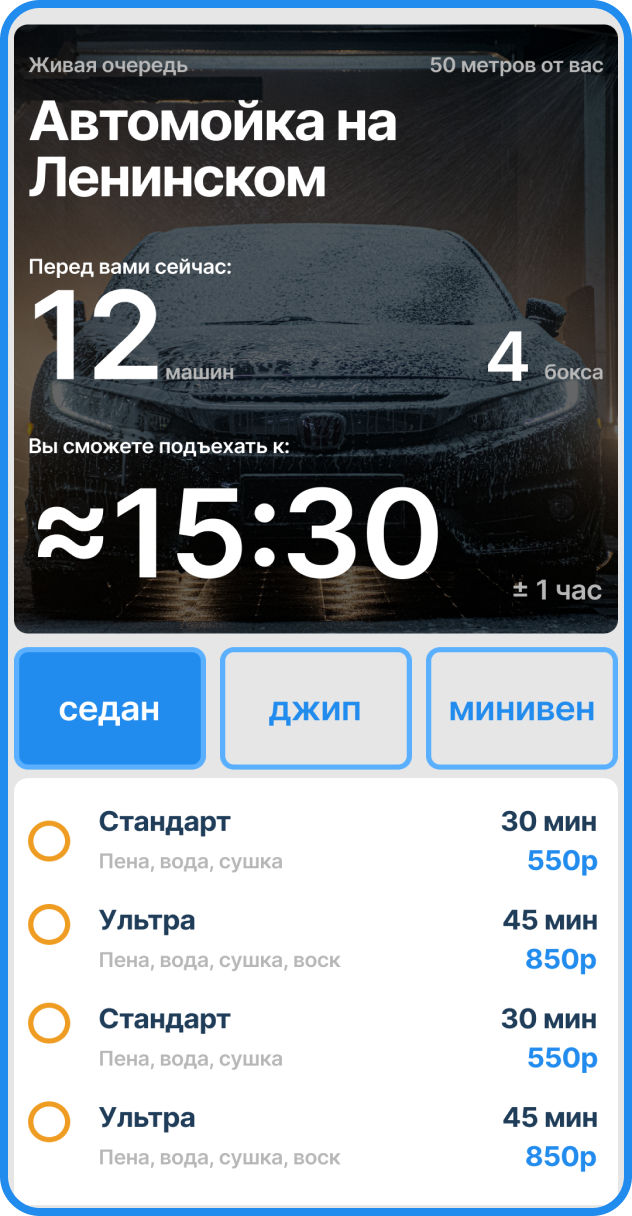 Живая очередь 50 метров от вас
Автомойка на
Ленинском
Перед вами сейчас:
12 машин 4 бокса
Вы сможете подъехать к:
≈15:30
± 1 час
седан джип минивен
Стандарт 30 мин
Пена, вода, сушка 550р
Ультра 45 мин
Пена, вода, сушка, воск 850р
Стандарт 30 мин
Пена, вода, сушка 550р
Ультра 45 мин
Пена, вода, сушка, воск 850р